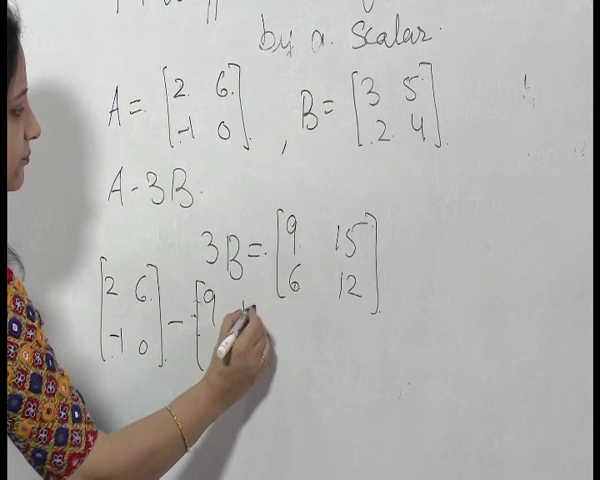 by a Scalar.
A = [2 6 -1 0], B = [3 5 2 4]
A - 3B.
3B = [9 15 6 12]
[2 6 -1 0] - [9 1